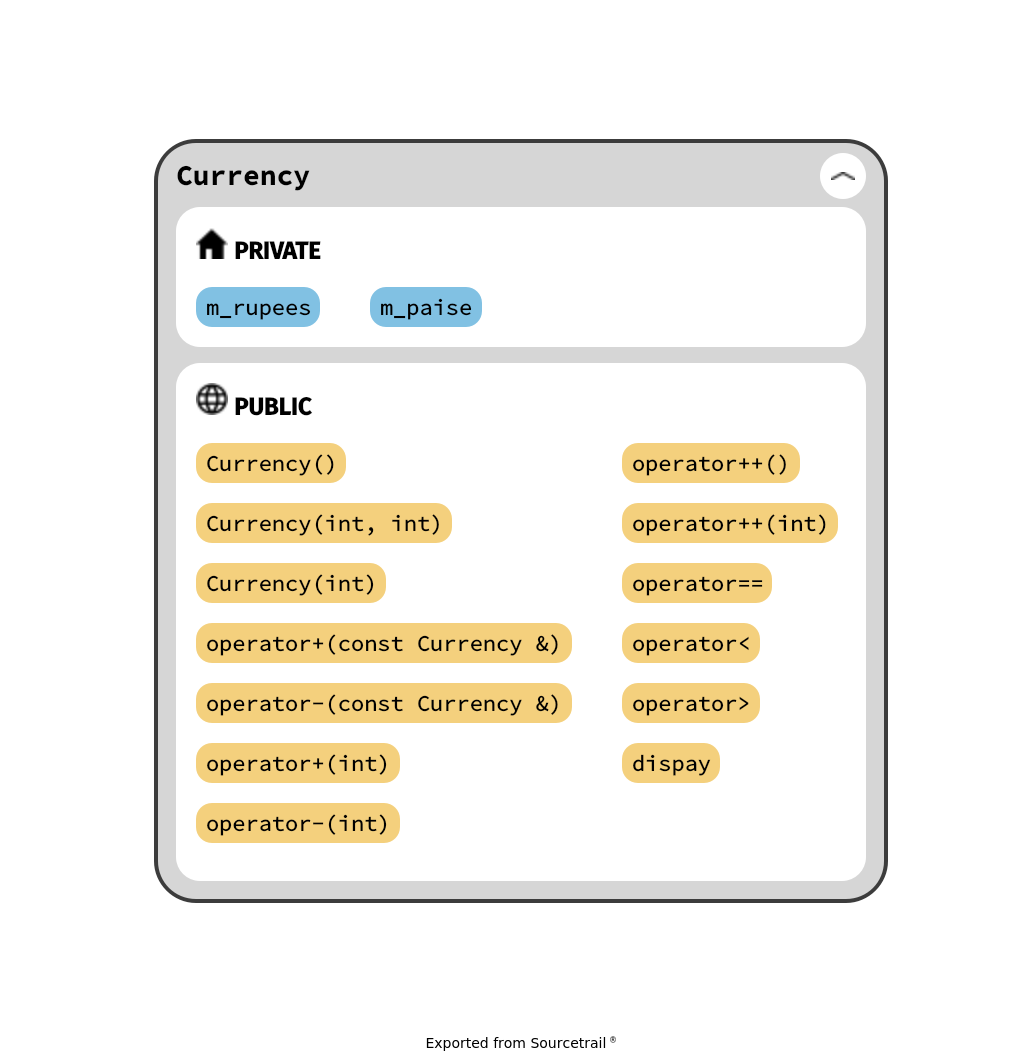 Currency
PRIVATE
m_rupees m_paise
PUBLIC
Currency() operator++()
Currency(int, int) operator++(int)
Currency(int) operator==
operator+(const Currency &) operator<
operator-(const Currency &) operator>
operator+(int) dispay
operator-(int)
Exported from Sourcetrail ®